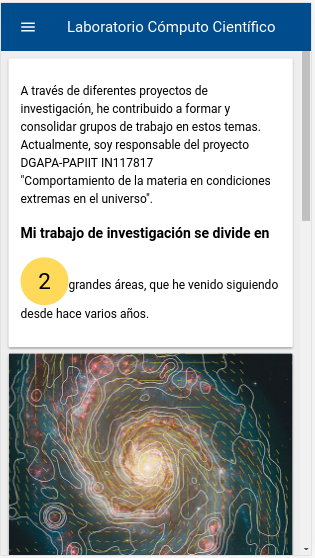 Laboratorio Cómputo Científico
A través de diferentes proyectos de
investigación, he contribuido a formar y
consolidar grupos de trabajo en estos temas.
Actualmente, soy responsable del proyecto
DGAPA-PAPIIT IN117817
"Comportamiento de la materia en condiciones
extremas en el universo".
Mi trabajo de investigación se divide en
2 grandes áreas, que he venido siguiendo
desde hace varios años.